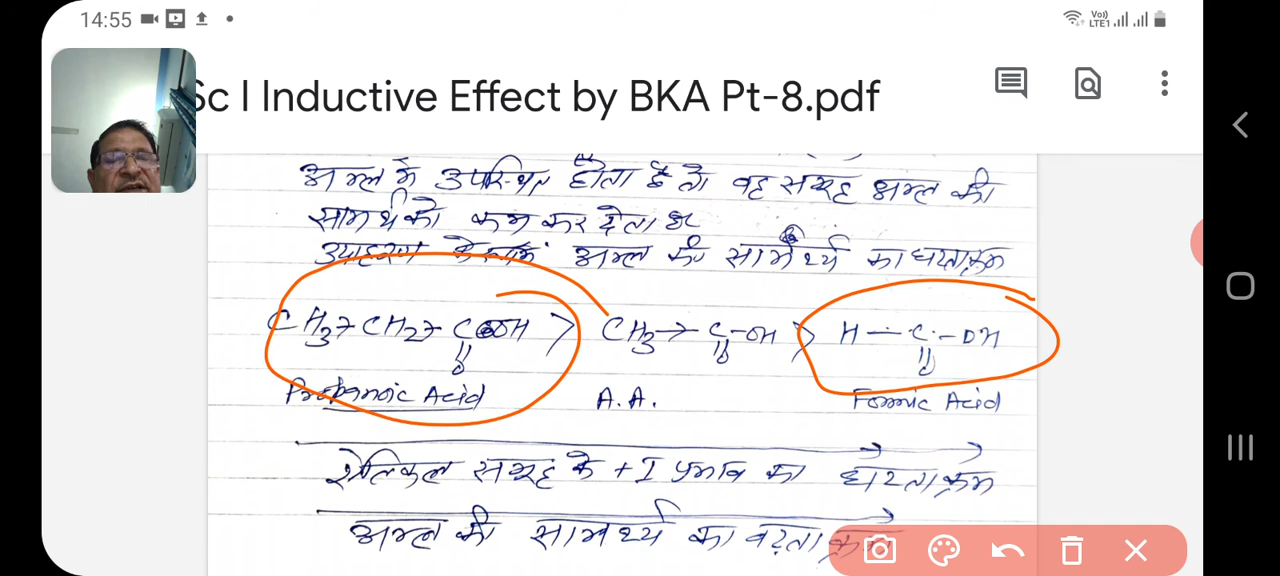 14:55
Vo)) LTE1
Sc I Inductive Effect by BKA Pt-8.pdf
अम्ल में उपस्थित होता है तो वह समूह अम्ल की
सामर्थ को कम कर देता है
उदाहरण के अम्ल की सामर्थ्य का घटताक्रम
CH3→CH2→C-OH > CH3→C-OH > H-C-OH
O O O
Propanoic Acid A.A. Formic Acid
ऐल्किल समूह के +I प्रभाव का घटताक्रम
अम्ल की सामर्थ्य का बढ़ता क्रम